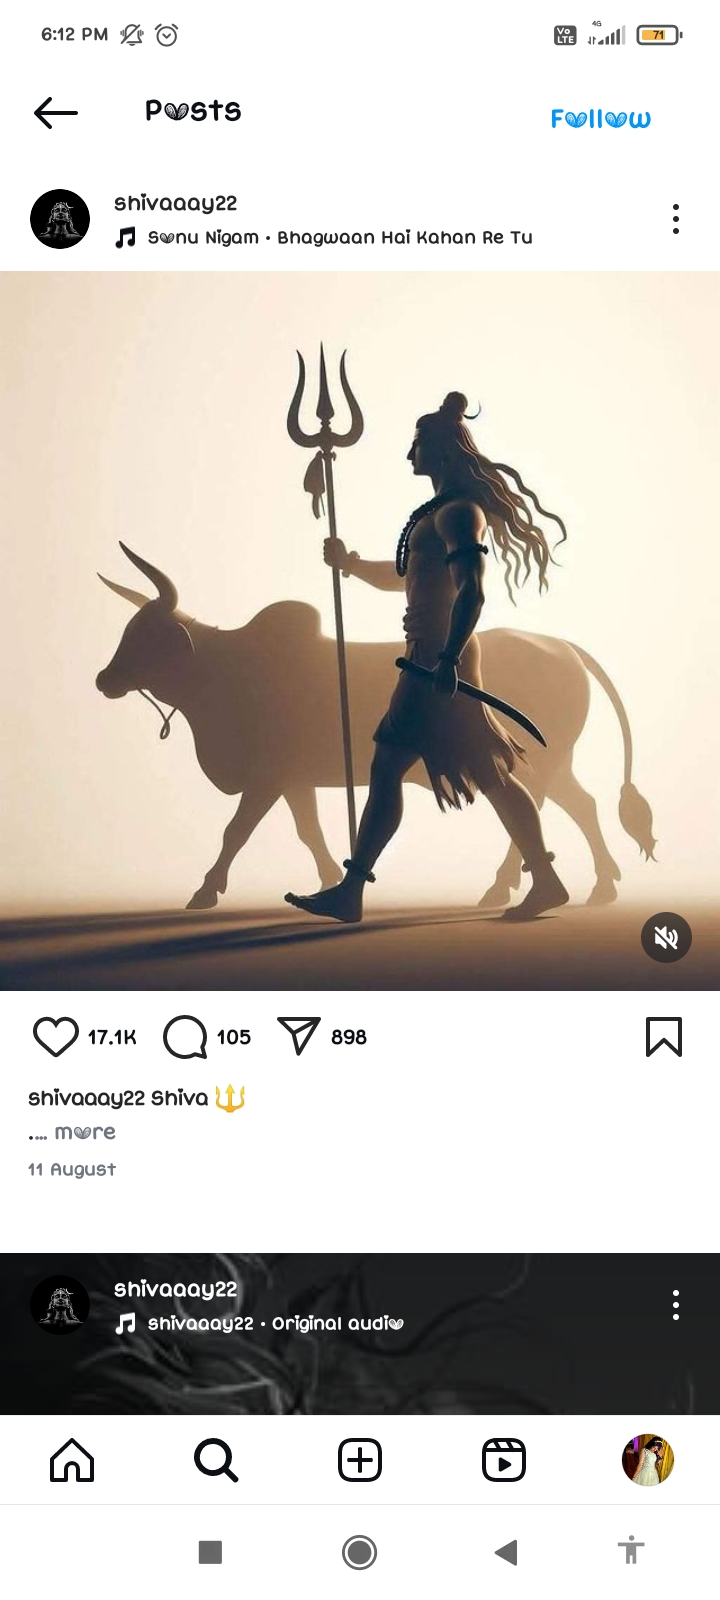 6:12 PM
Vo LTE 4G 71
Posts
Follow
shivaaay22
Sonu Nigam • Bhagwaan Hai Kahan Re Tu
17.1K 105 898
shivaaay22 Shiva 🔱
.... more
11 August
shivaaay22
shivaaay22 • Original audio